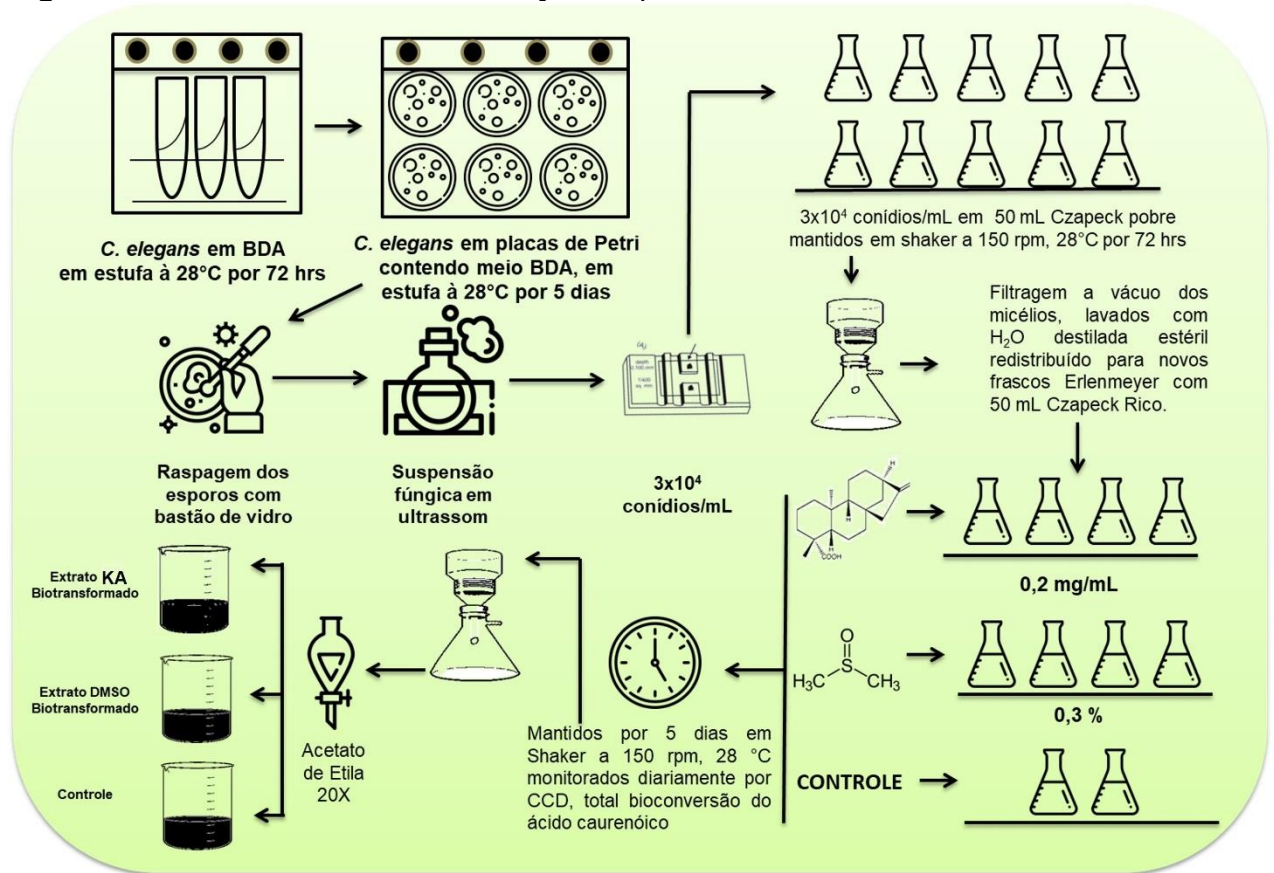 C. elegans em BDA
em estufa à 28°C por 72 hrs
C. elegans em placas de Petri
contendo meio BDA, em
estufa à 28°C por 5 dias
3x10⁴ conídios/mL em 50 mL Czapeck pobre
mantidos em shaker a 150 rpm, 28°C por 72 hrs
Filtragem a vácuo dos
micélios, lavados com
H₂O destilada estéril
redistribuído para novos
frascos Erlenmeyer com
50 mL Czapeck Rico.
Raspagem dos
esporos com
bastão de vidro
Suspensão
fúngica em
ultrassom
depth
3x10⁴
conídios/mL
H
H
H
COOH
0,2 mg/mL
O
S
H₃C
CH₃
0,3 %
CONTROLE
Mantidos por 5 dias em
Shaker a 150 rpm, 28 °C
monitorados diariamente por
CCD, total bioconversão do
ácido caurenóico
Acetato
de Etila
20X
Extrato KA
Biotransformado
Extrato DMSO
Biotransformado
Controle